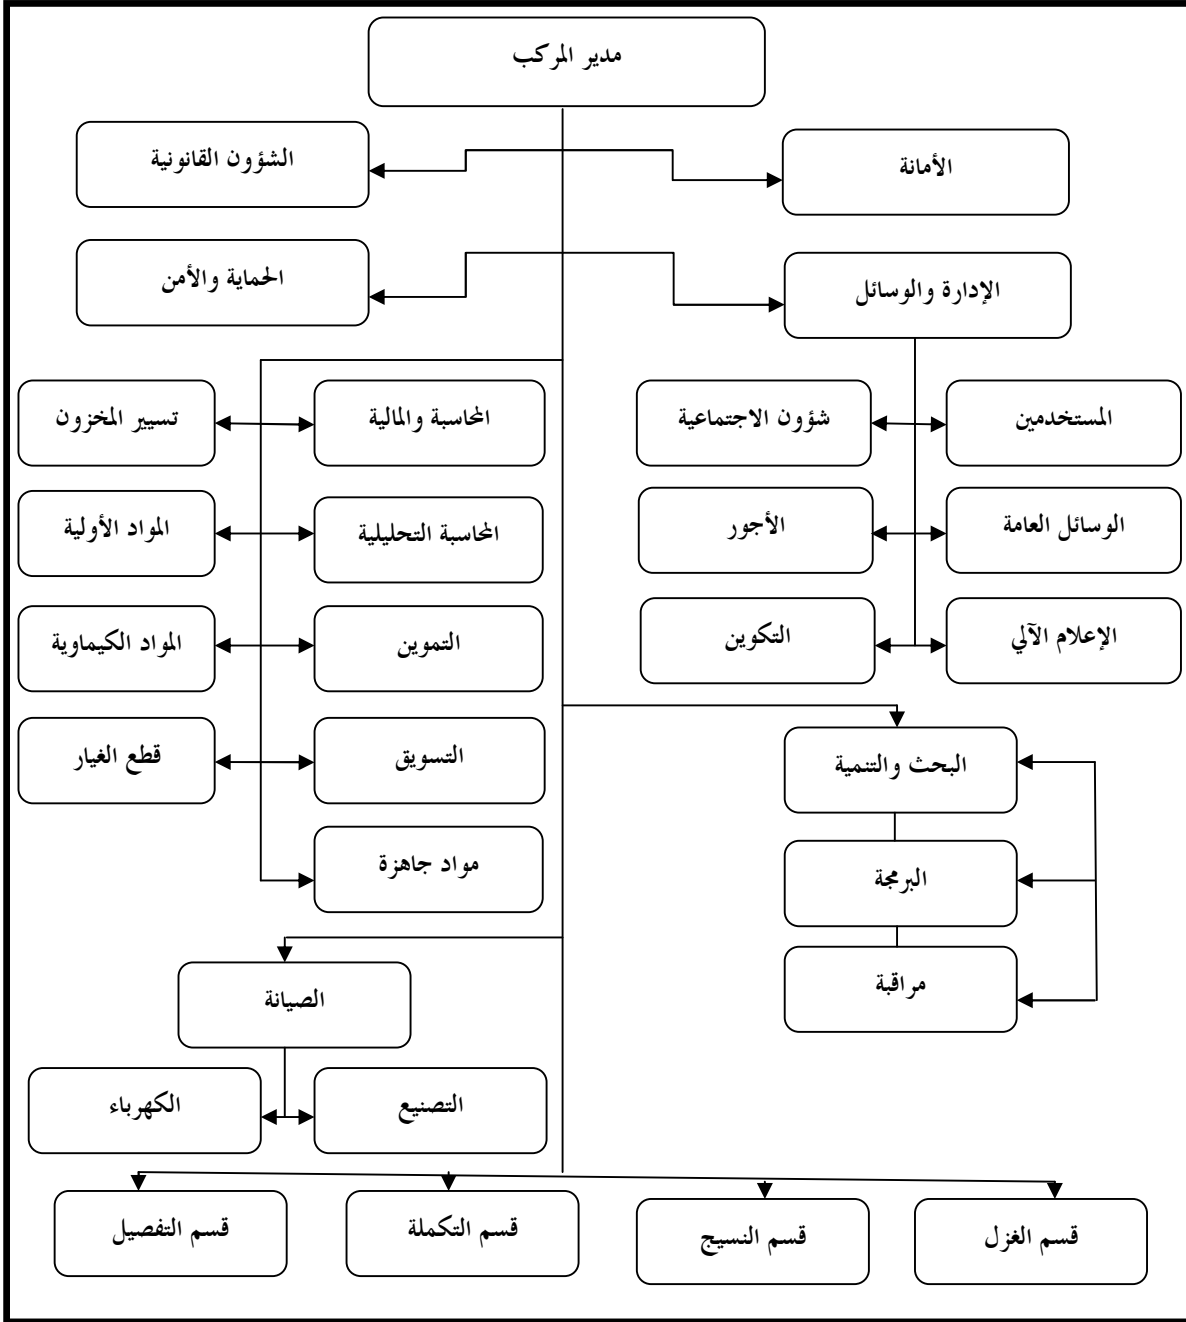 مدير المركب
الأمانة
الشؤون القانونية
الإدارة والوسائل
الحماية والأمن
المستخدمين
شؤون الاجتماعية
المحاسبة والمالية
تسيير المخزون
الوسائل العامة
الأجور
المحاسبة التحليلية
المواد الأولية
الإعلام الآلي
التكوين
التموين
المواد الكيماوية
البحث والتنمية
التسويق
قطع الغيار
البرمجة
مواد جاهزة
مراقبة
الصيانة
التصنيع
الكهرباء
قسم الغزل
قسم النسيج
قسم التكملة
قسم التفصيل